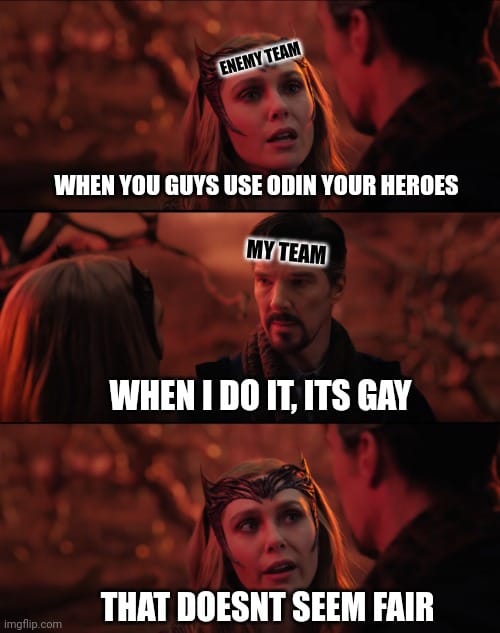 ENEMY TEAM
WHEN YOU GUYS USE ODIN YOUR HEROES
MY TEAM
WHEN I DO IT, ITS GAY
THAT DOESNT SEEM FAIR
imgflip.com